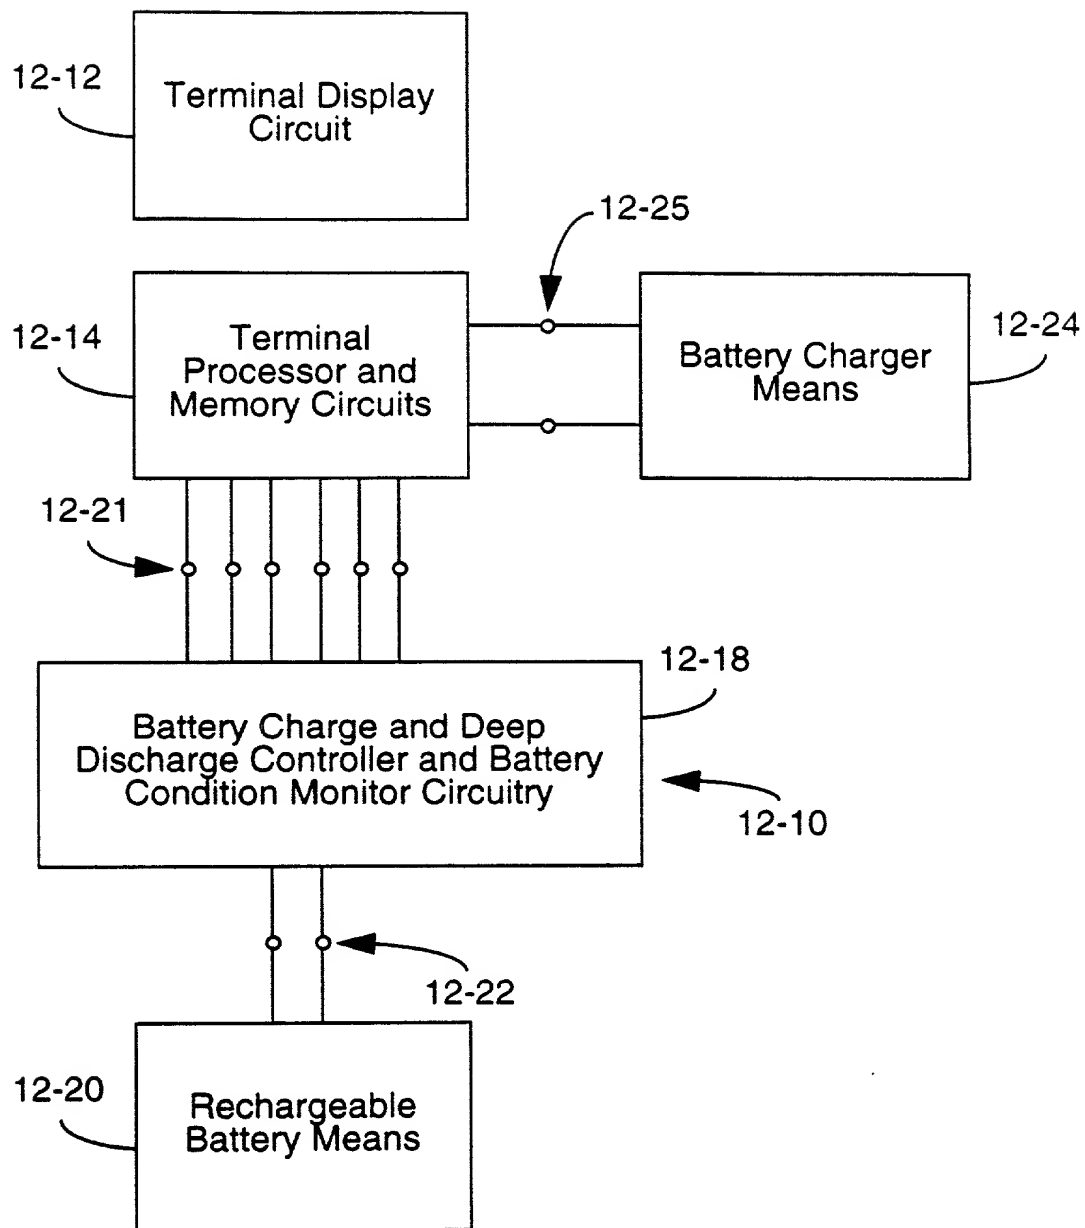 12-12
Terminal Display
Circuit
12-25
12-14
Terminal
Processor and
Memory Circuits
Battery Charger
Means
12-24
12-21
12-18
Battery Charge and Deep
Discharge Controller and Battery
Condition Monitor Circuitry
12-10
12-22
12-20
Rechargeable
Battery Means